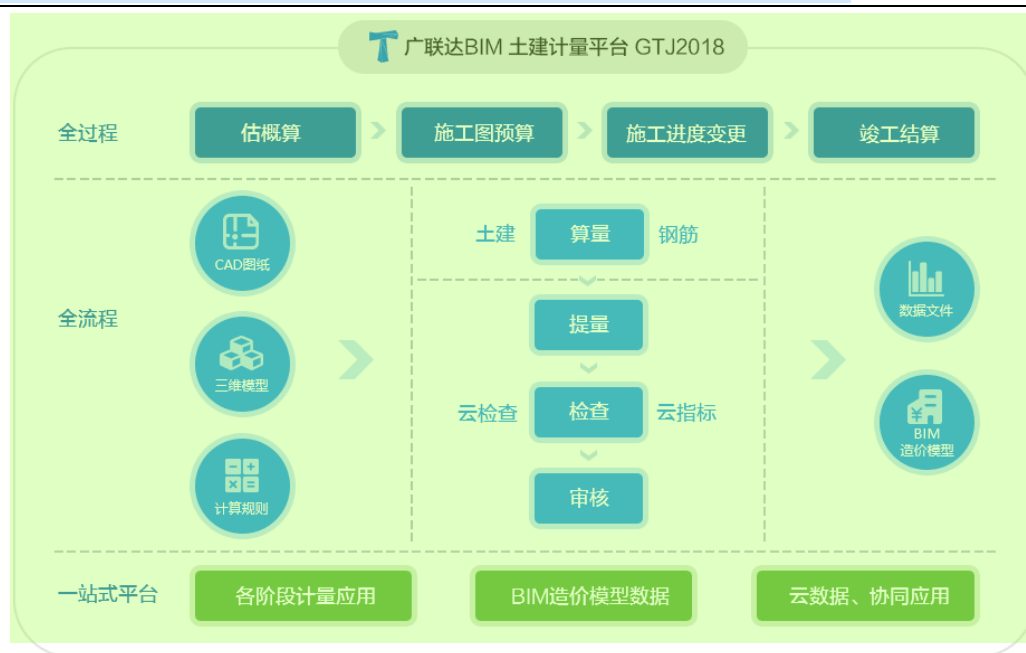 广联达BIM 土建计量平台 GTJ2018
全过程
估概算
施工图预算
施工进度变更
竣工结算
全流程
CAD图纸
三维模型
计算规则
土建
算量
钢筋
提量
云检查
检查
云指标
审核
数据文件
BIM
造价模型
一站式平台
各阶段计量应用
BIM造价模型数据
云数据、协同应用